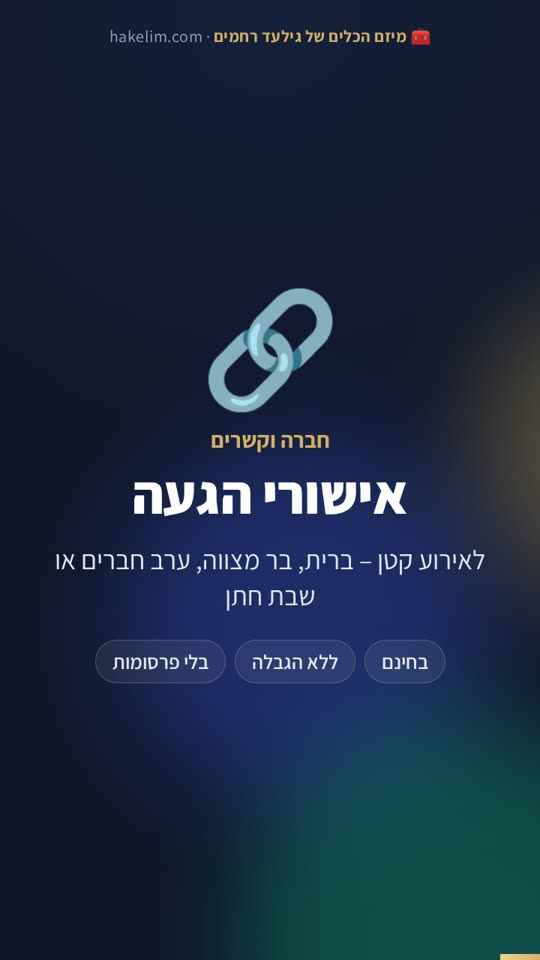 🧰 מיזם הכלים של גילעד רחמים · hakelim.com
חברה וקשרים
אישורי הגעה
לאירוע קטן – ברית, בר מצווה, ערב חברים או
שבת חתן
בחינם
ללא הגבלה
בלי פרסומות